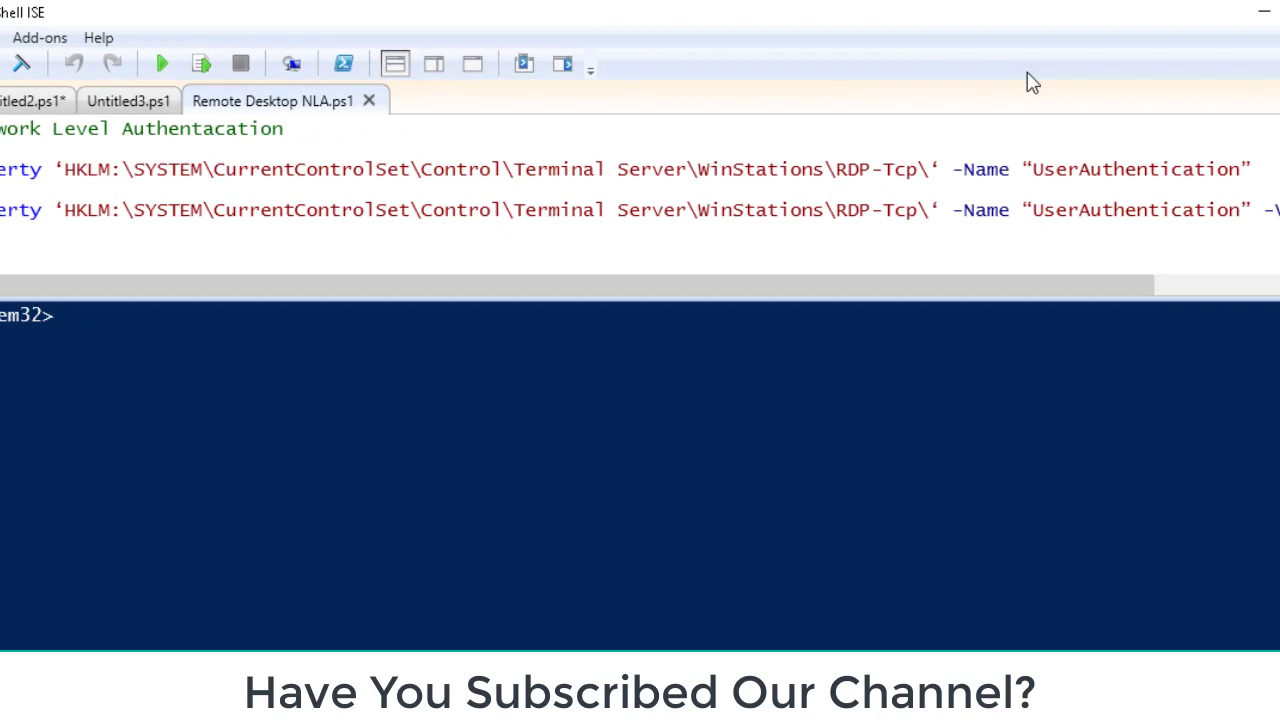 Shell ISE
Add-ons Help
itled2.ps1* Untitled3.ps1 Remote Desktop NLA.ps1
work Level Authentacation
erty ‘HKLM:\SYSTEM\CurrentControlSet\Control\Terminal Server\WinStations\RDP-Tcp\‘ -Name “UserAuthentication”
erty ‘HKLM:\SYSTEM\CurrentControlSet\Control\Terminal Server\WinStations\RDP-Tcp\‘ -Name “UserAuthentication” -V
em32>
Have You Subscribed Our Channel?